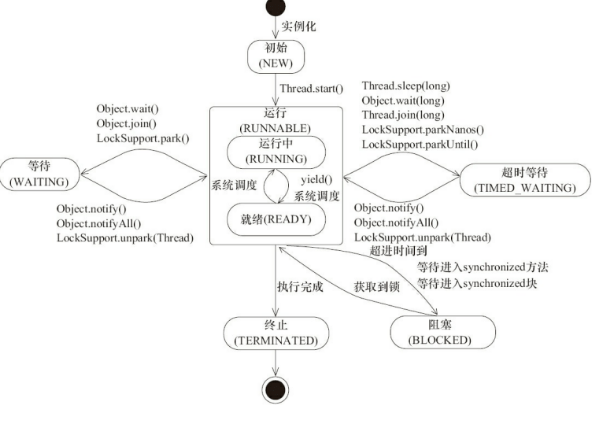 实例化
初始
(NEW)
Thread.start()
Object.wait()
Object.join()
LockSupport.park()
运行
(RUNNABLE)
运行中
(RUNNING)
Thread.sleep(long)
Object.wait(long)
Thread.join(long)
LockSupport.parkNanos()
LockSupport.parkUntil()
等待
(WAITING)
系统调度
yield()
系统调度
超时等待
(TIMED_WAITING)
就绪(READY)
Object.notify()
Object.notifyAll()
LockSupport.unpark(Thread)
Object.notify()
Object.notifyAll()
LockSupport.unpark(Thread)
超进时间到
等待进入synchronized方法
等待进入synchronized块
执行完成
获取到锁
终止
(TERMINATED)
阻塞
(BLOCKED)